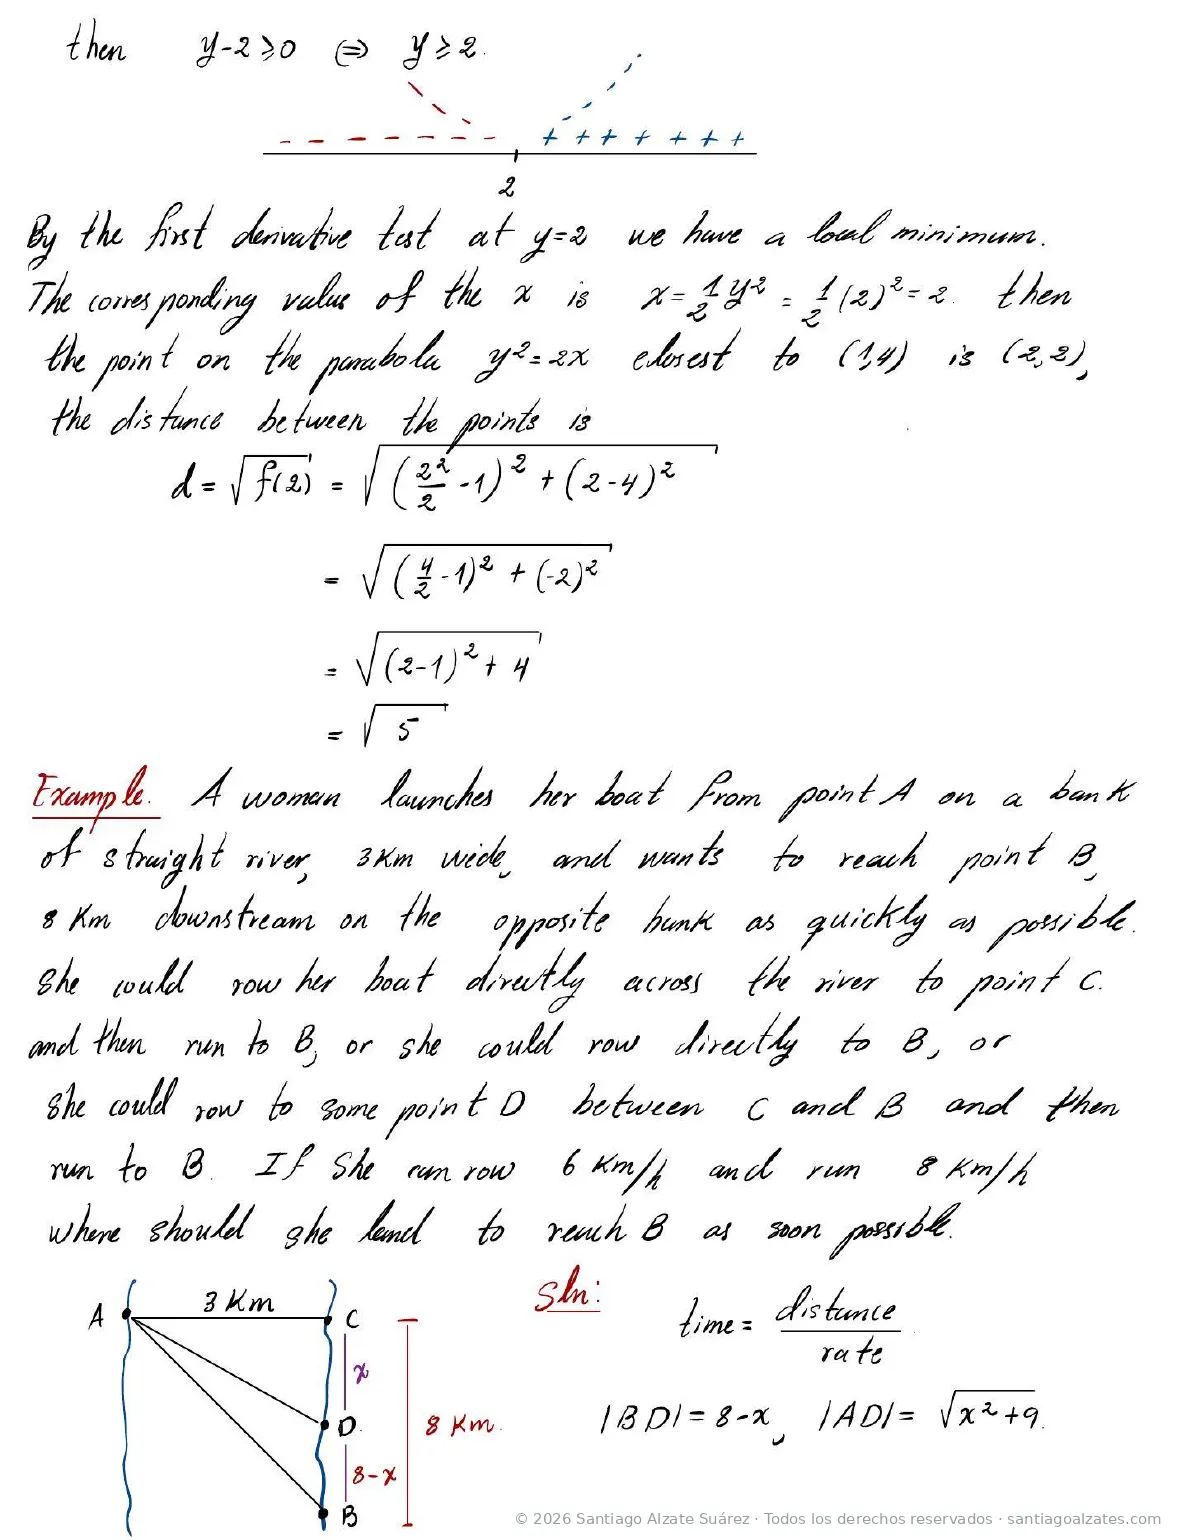 then y-2⩾0 ⇔ y⩾2.
- - - - - - - + + + + + + +
2
By the first derivative test at y=2 we have a local minimum.
The corresponding value of the x is x=1/2 y² = 1/2 (2)² = 2. then
the point on the parabola y²=2x closest to (1,4) is (2,2),
the distance between the points is
d = √f(2) = √(2²/2 -1)² + (2-4)²
= √(4/2 -1)² + (-2)²
= √(2-1)² + 4
= √5
Example. A woman launches her boat from point A on a bank
of straight river, 3Km wide, and wants to reach point B,
8 Km downstream on the opposite bank as quickly as possible.
She could row her boat directly across the river to point C.
and then run to B, or she could row directly to B, or
She could row to some point D between C and B and then
run to B. If She can row 6 Km/h and run 8 Km/h
where should she land to reach B as soon possible.
Sln: time = distance/rate
A 3 Km C
x
D. 8 Km. |BD| = 8-x, |AD| = √x²+9.
8-x
B
© 2026 Santiago Alzate Suárez · Todos los derechos reservados · santiagoalzates.com